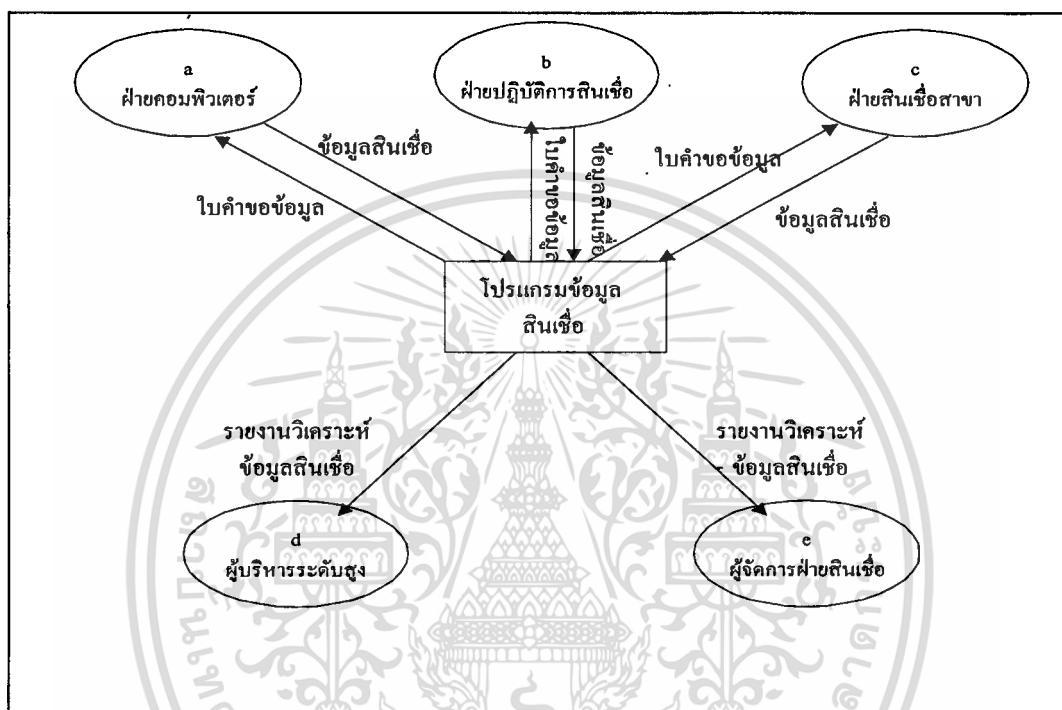 a
ฝ่ายคอมพิวเตอร์
b
ฝ่ายปฏิบัติการสินเชื่อ
c
ฝ่ายสินเชื่อสาขา
ข้อมูลสินเชื่อ
ใบคำขอข้อมูล
ใบคำขอข้อมูล
ข้อมูลสินเชื่อ
ใบคำขอข้อมูล
ข้อมูลสินเชื่อ
โปรแกรมข้อมูล
สินเชื่อ
รายงานวิเคราะห์
ข้อมูลสินเชื่อ
รายงานวิเคราะห์
ข้อมูลสินเชื่อ
d
ผู้บริหารระดับสูง
e
ผู้จัดการฝ่ายสินเชื่อ